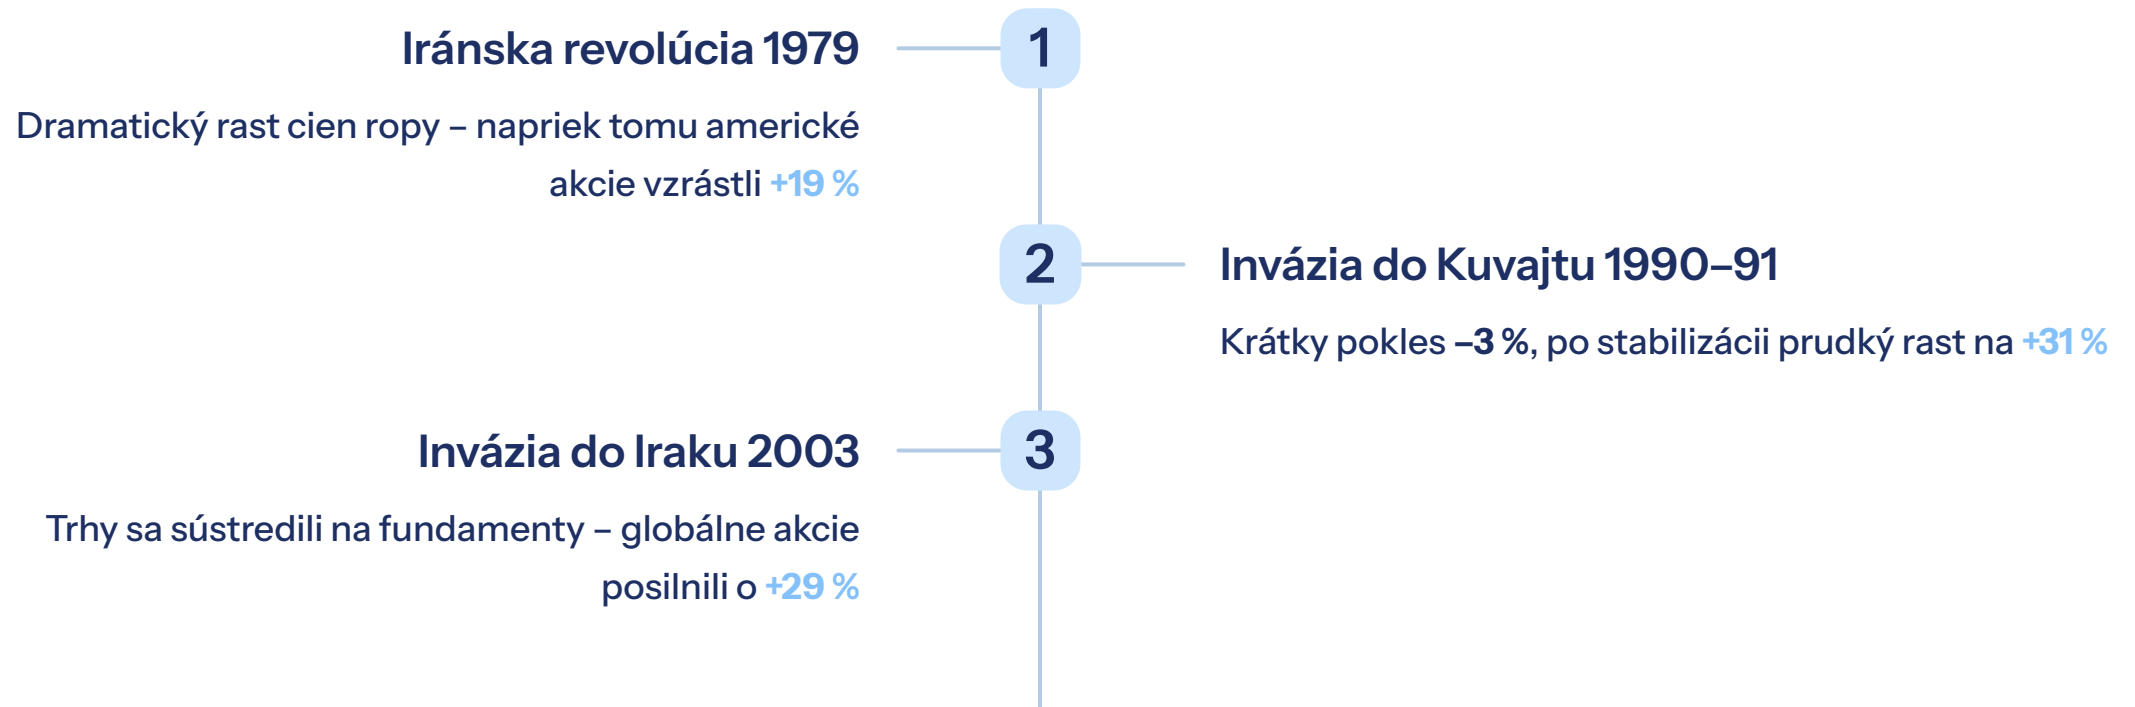 1
Iránska revolúcia 1979
Dramatický rast cien ropy – napriek tomu americké
akcie vzrástli +19 %
2
Invázia do Kuvajtu 1990–91
Krátky pokles –3 %, po stabilizácii prudký rast na +31 %
3
Invázia do Iraku 2003
Trhy sa sústredili na fundamenty – globálne akcie
posilnili o +29 %